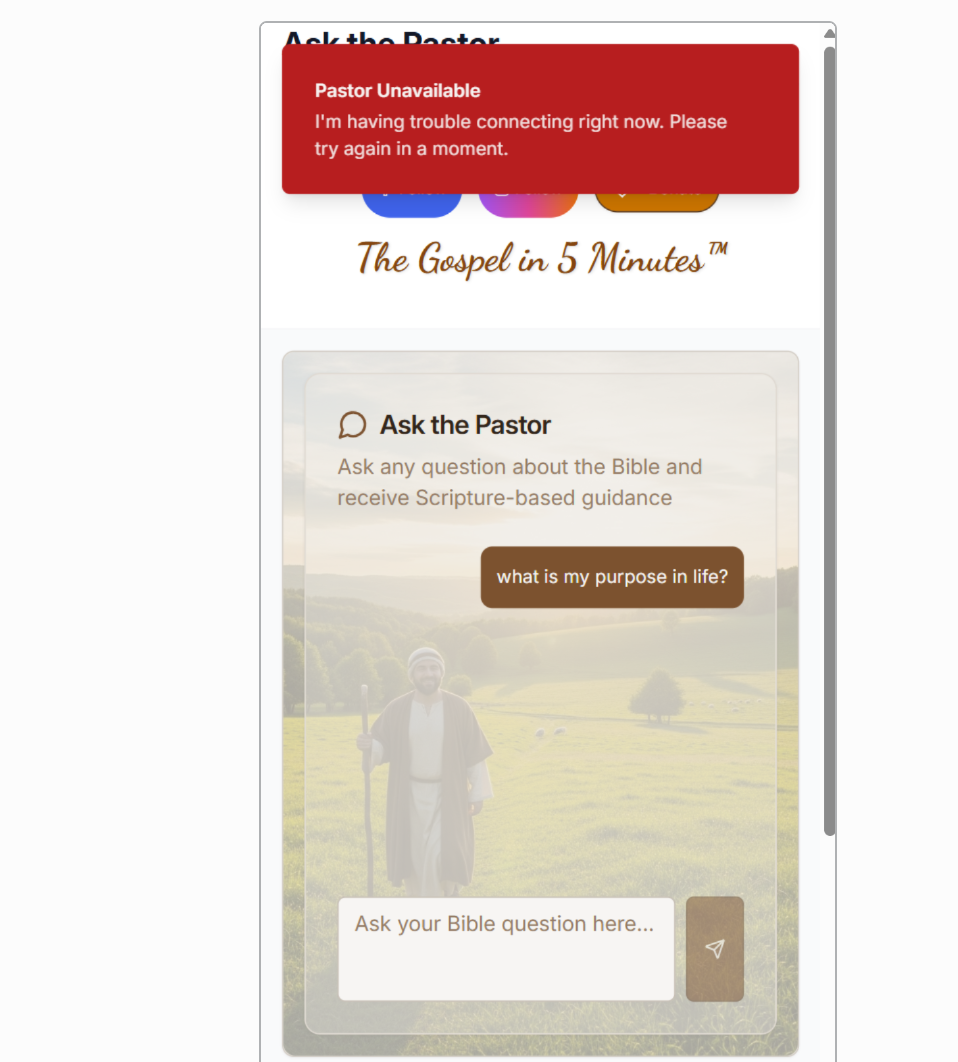 Ask the Pastor
Pastor Unavailable
I'm having trouble connecting right now. Please
try again in a moment.
The Gospel in 5 Minutes™
Ask the Pastor
Ask any question about the Bible and
receive Scripture-based guidance
what is my purpose in life?
Ask your Bible question here...